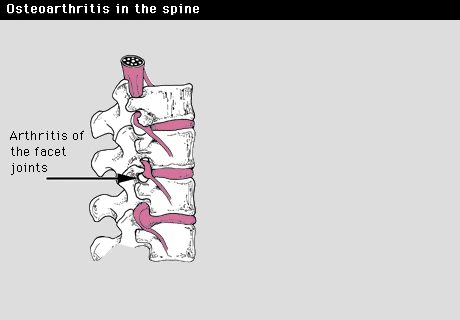 Osteoarthritis in the spine
Arthritis of
the facet
joints